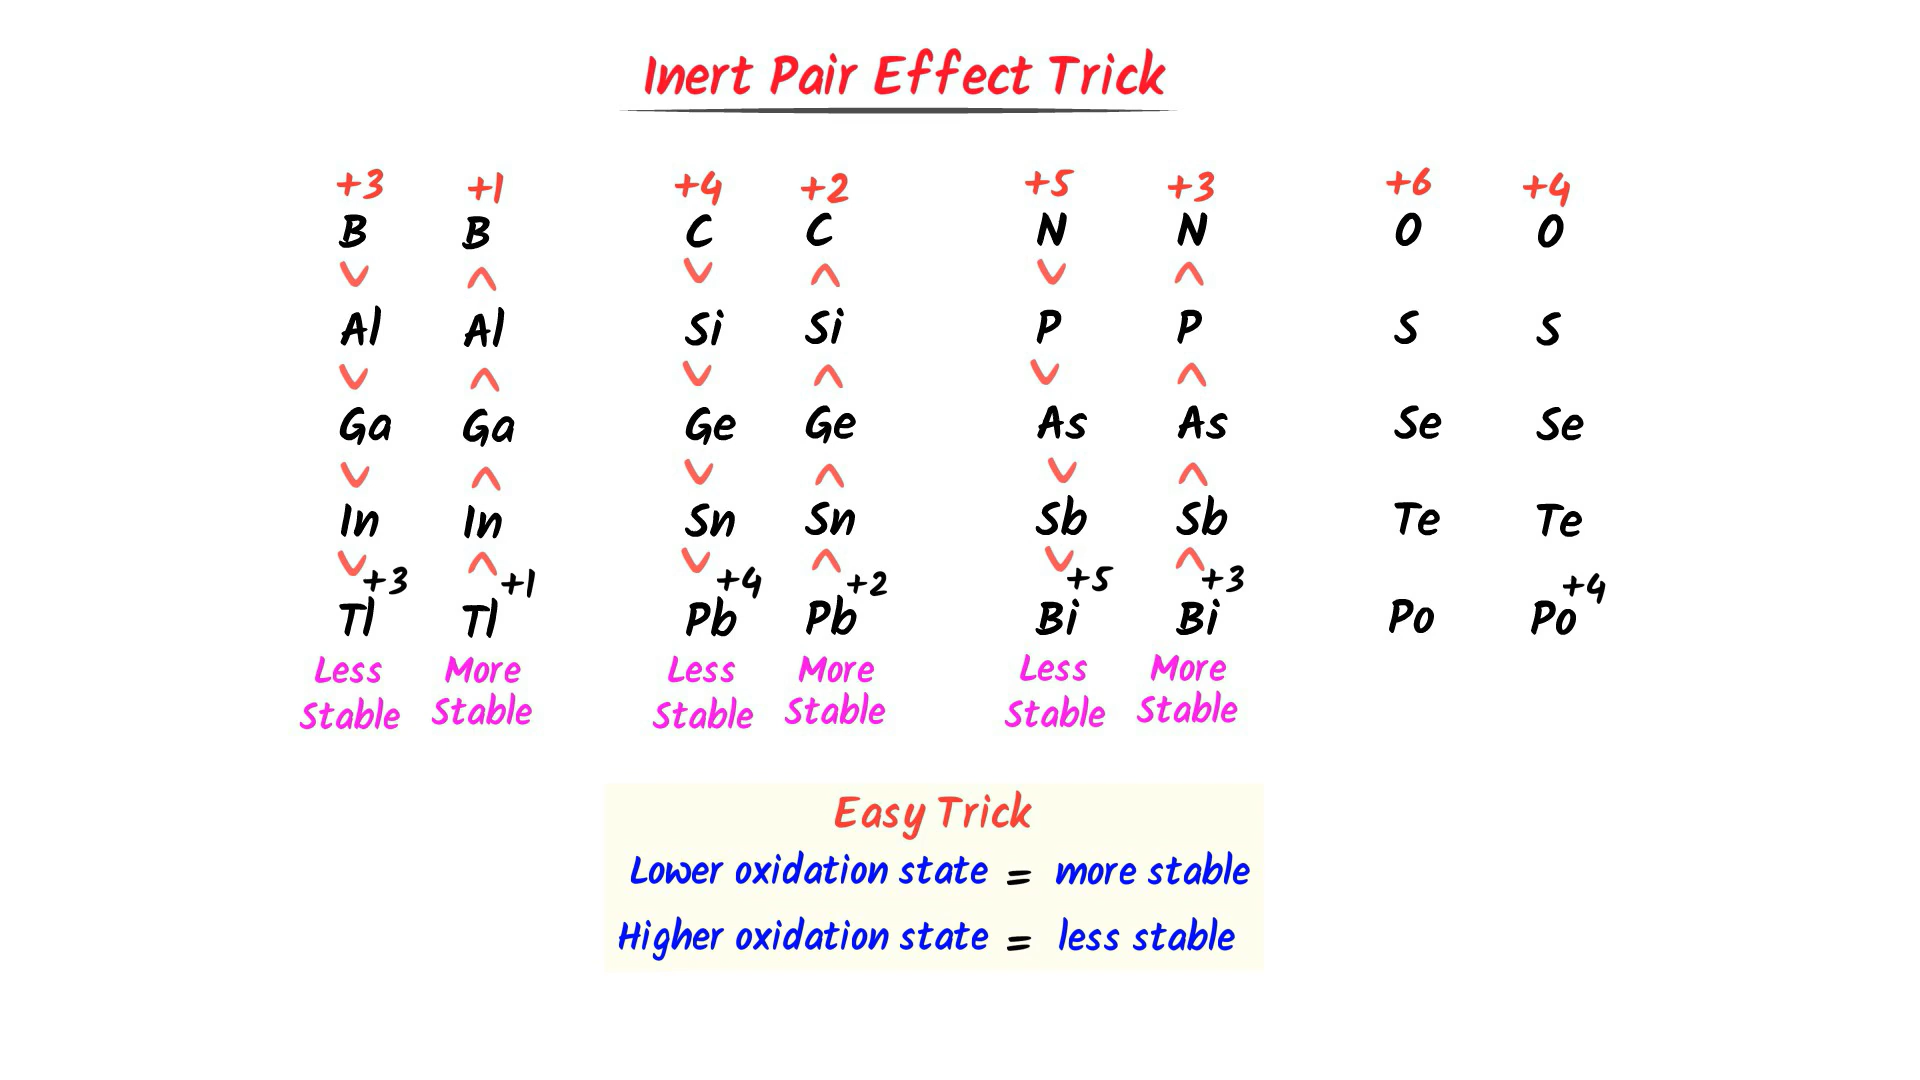 Inert Pair Effect Trick
+3 +1 +4 +2 +5 +3 +6 +4
B B C C N N O O
∨ ∧ ∨ ∧ ∨ ∧
Al Al Si Si P P S S
∨ ∧ ∨ ∧ ∨ ∧
Ga Ga Ge Ge As As Se Se
∨ ∧ ∨ ∧ ∨ ∧
In In Sn Sn Sb Sb Te Te
∨ ∧ ∨ ∧ ∨ ∧
Tl+3 Tl+1 Pb+4 Pb+2 Bi+5 Bi+3 Po Po+4
Less More Less More Less More
Stable Stable Stable Stable Stable Stable
Easy Trick
Lower oxidation state = more stable
Higher oxidation state = less stable